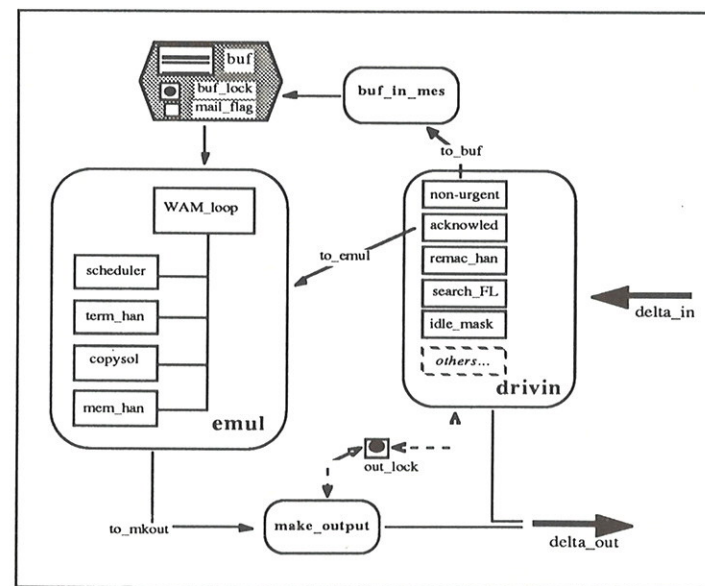 buf
buf_lock
mail_flag
buf_in_mes
to_buf
WAM_loop
scheduler
term_han
copysol
mem_han
emul
to_emul
non-urgent
acknowled
remac_han
search_FL
idle_mask
others...
drivin
delta_in
out_lock
to_mkout
make_output
delta_out